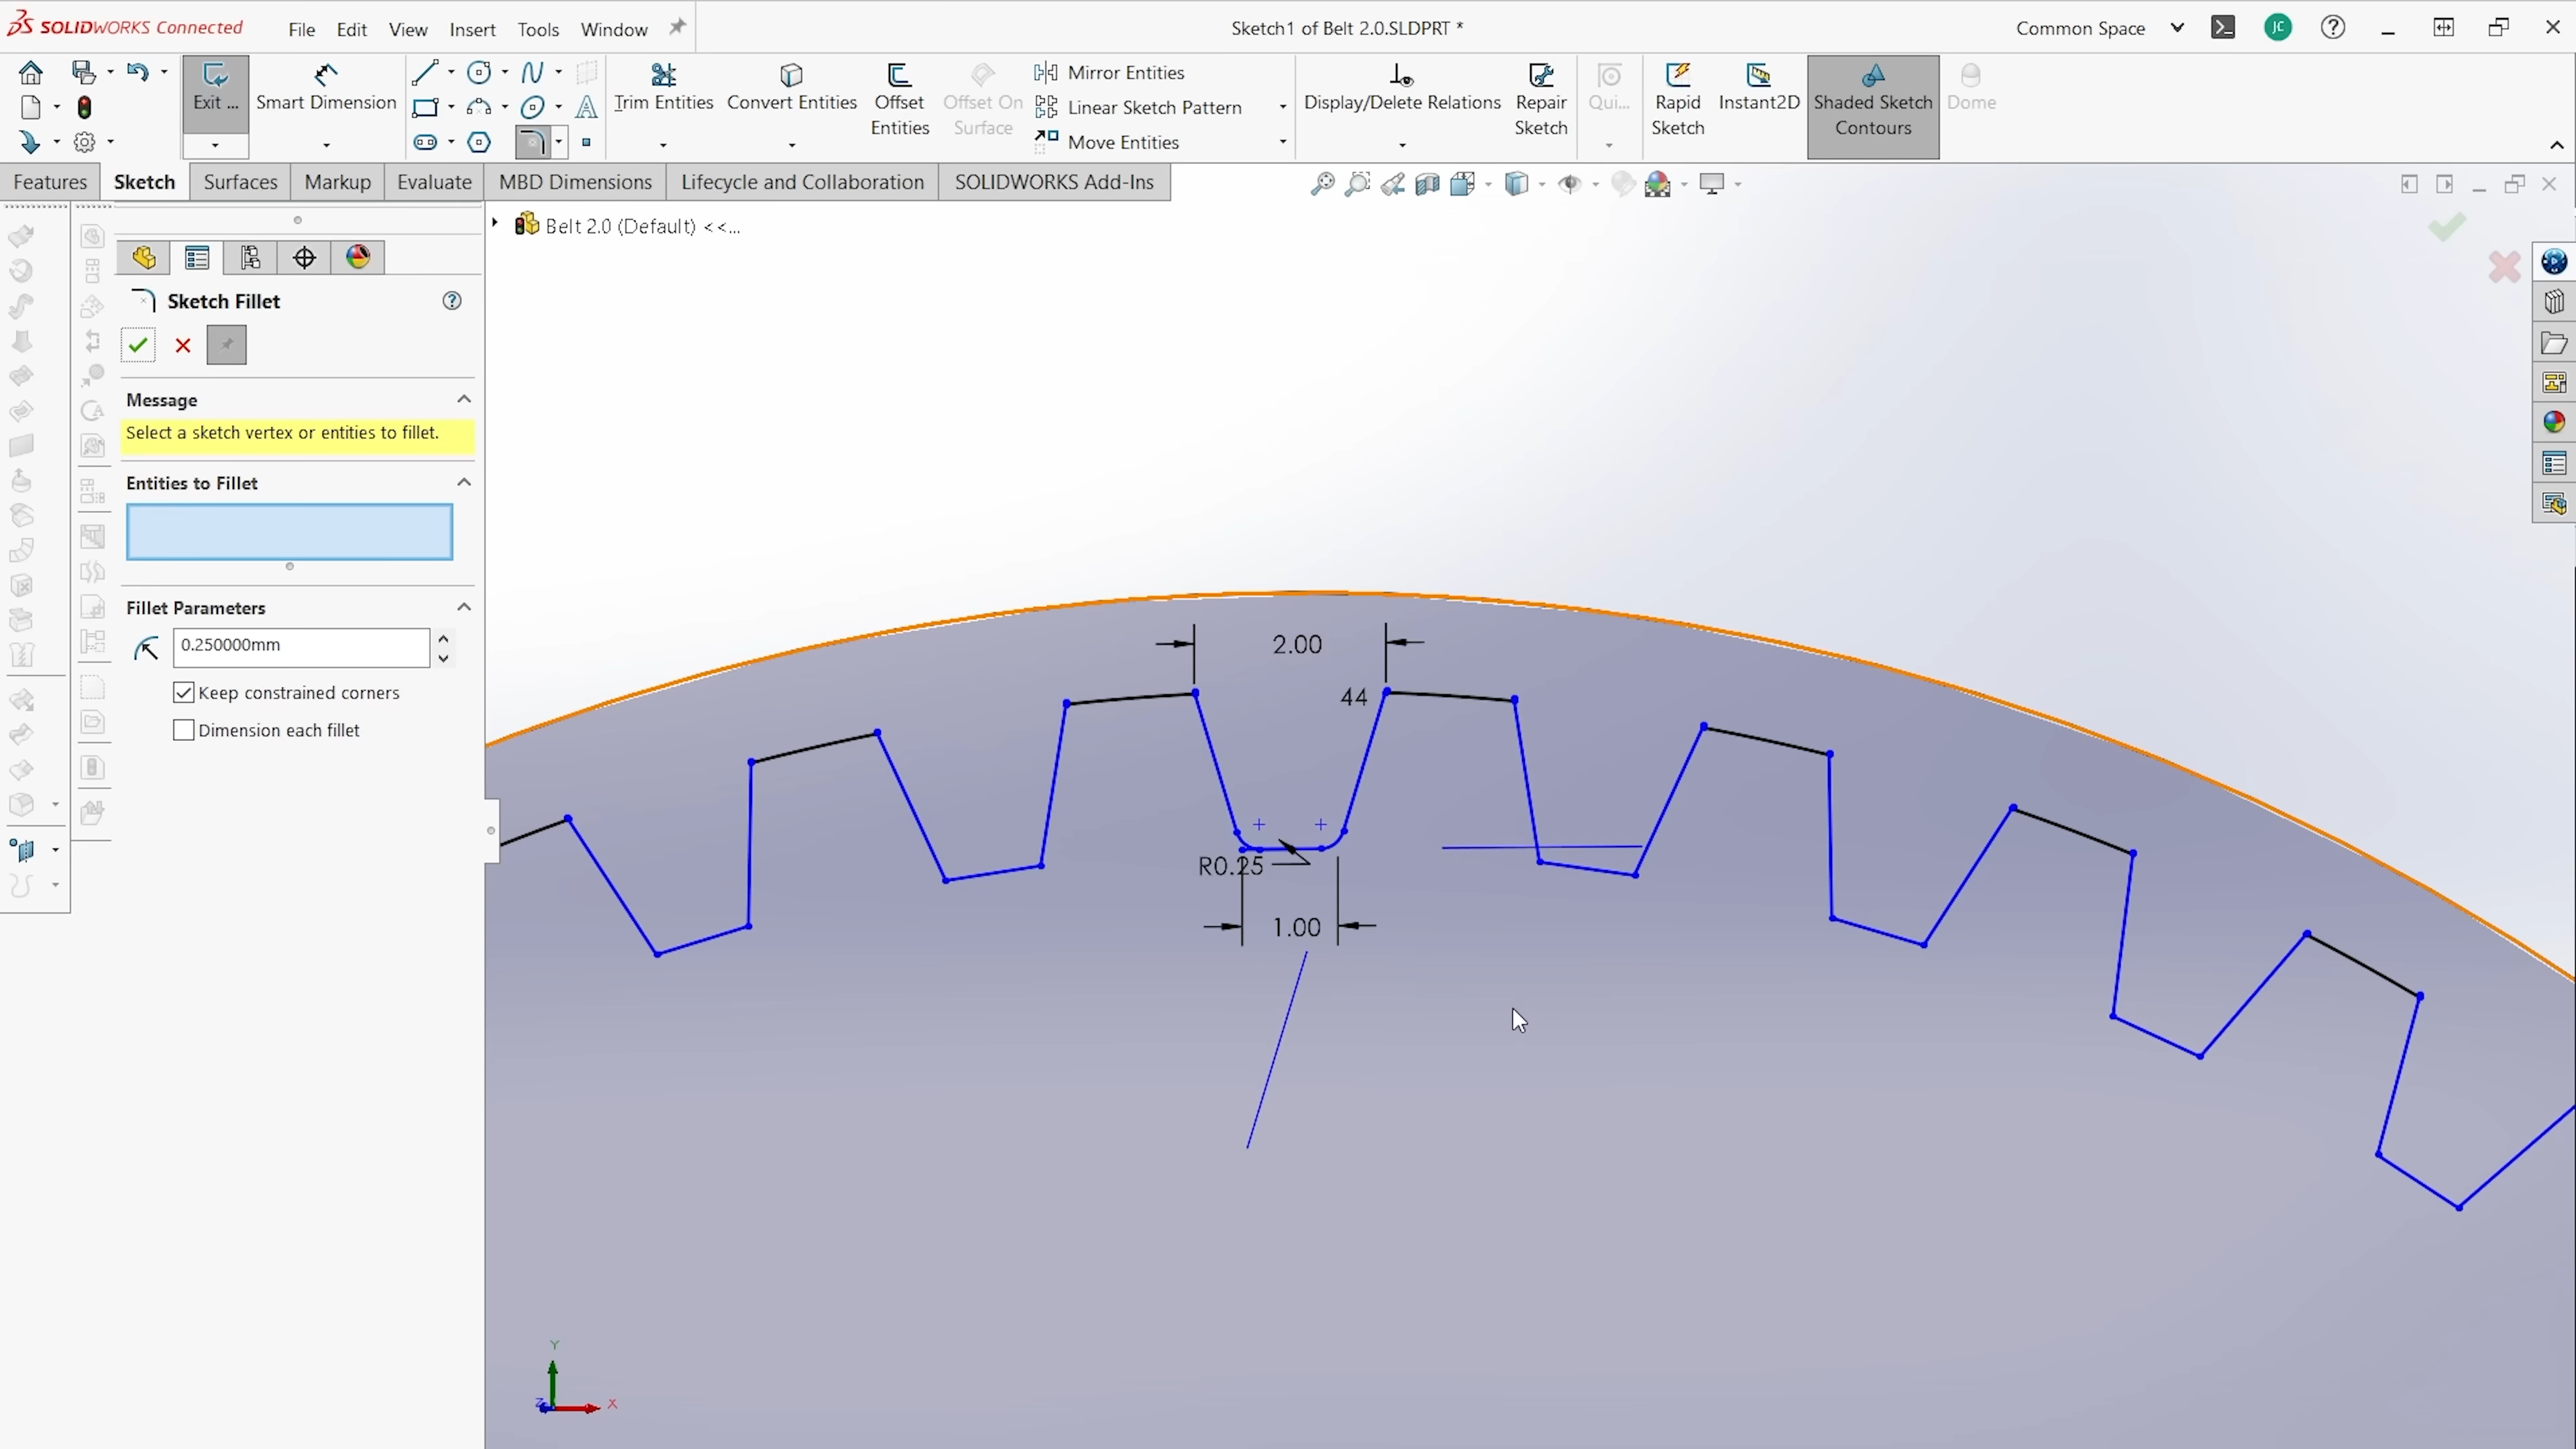 SOLIDWORKS Connected
File Edit View Insert Tools Window
Sketch1 of Belt 2.0.SLDPRT *
Common Space
JC
Exit ...
Smart Dimension
Trim Entities
Convert Entities
Offset
Entities
Offset On
Surface
Mirror Entities
Linear Sketch Pattern
Move Entities
Display/Delete Relations
Repair
Sketch
Qui...
Rapid
Sketch
Instant2D
Shaded Sketch
Contours
Dome
Features Sketch Surfaces Markup Evaluate MBD Dimensions Lifecycle and Collaboration SOLIDWORKS Add-Ins
Belt 2.0 (Default) <<...
Sketch Fillet
Message
Select a sketch vertex or entities to fillet.
Entities to Fillet
Fillet Parameters
0.250000mm
Keep constrained corners
Dimension each fillet
2.00
44
R0.25
1.00
Y
Z
X